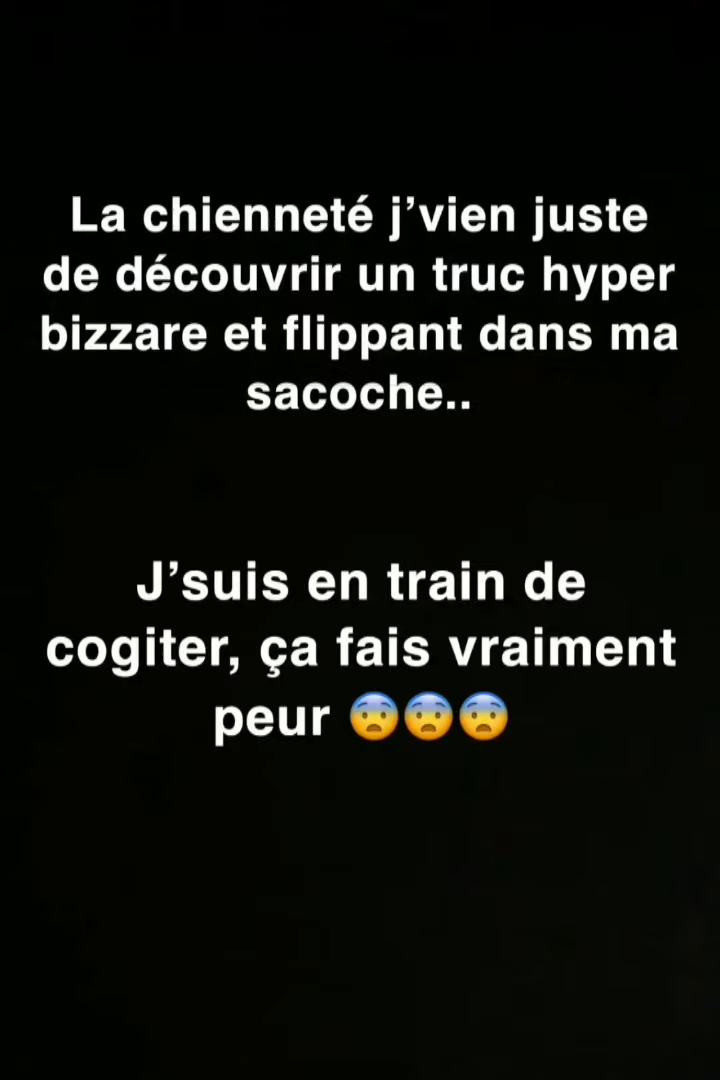 La chienneté j’vien juste
de découvrir un truc hyper
bizzare et flippant dans ma
sacoche..
J’suis en train de
cogiter, ça fais vraiment
peur 😨😨😨